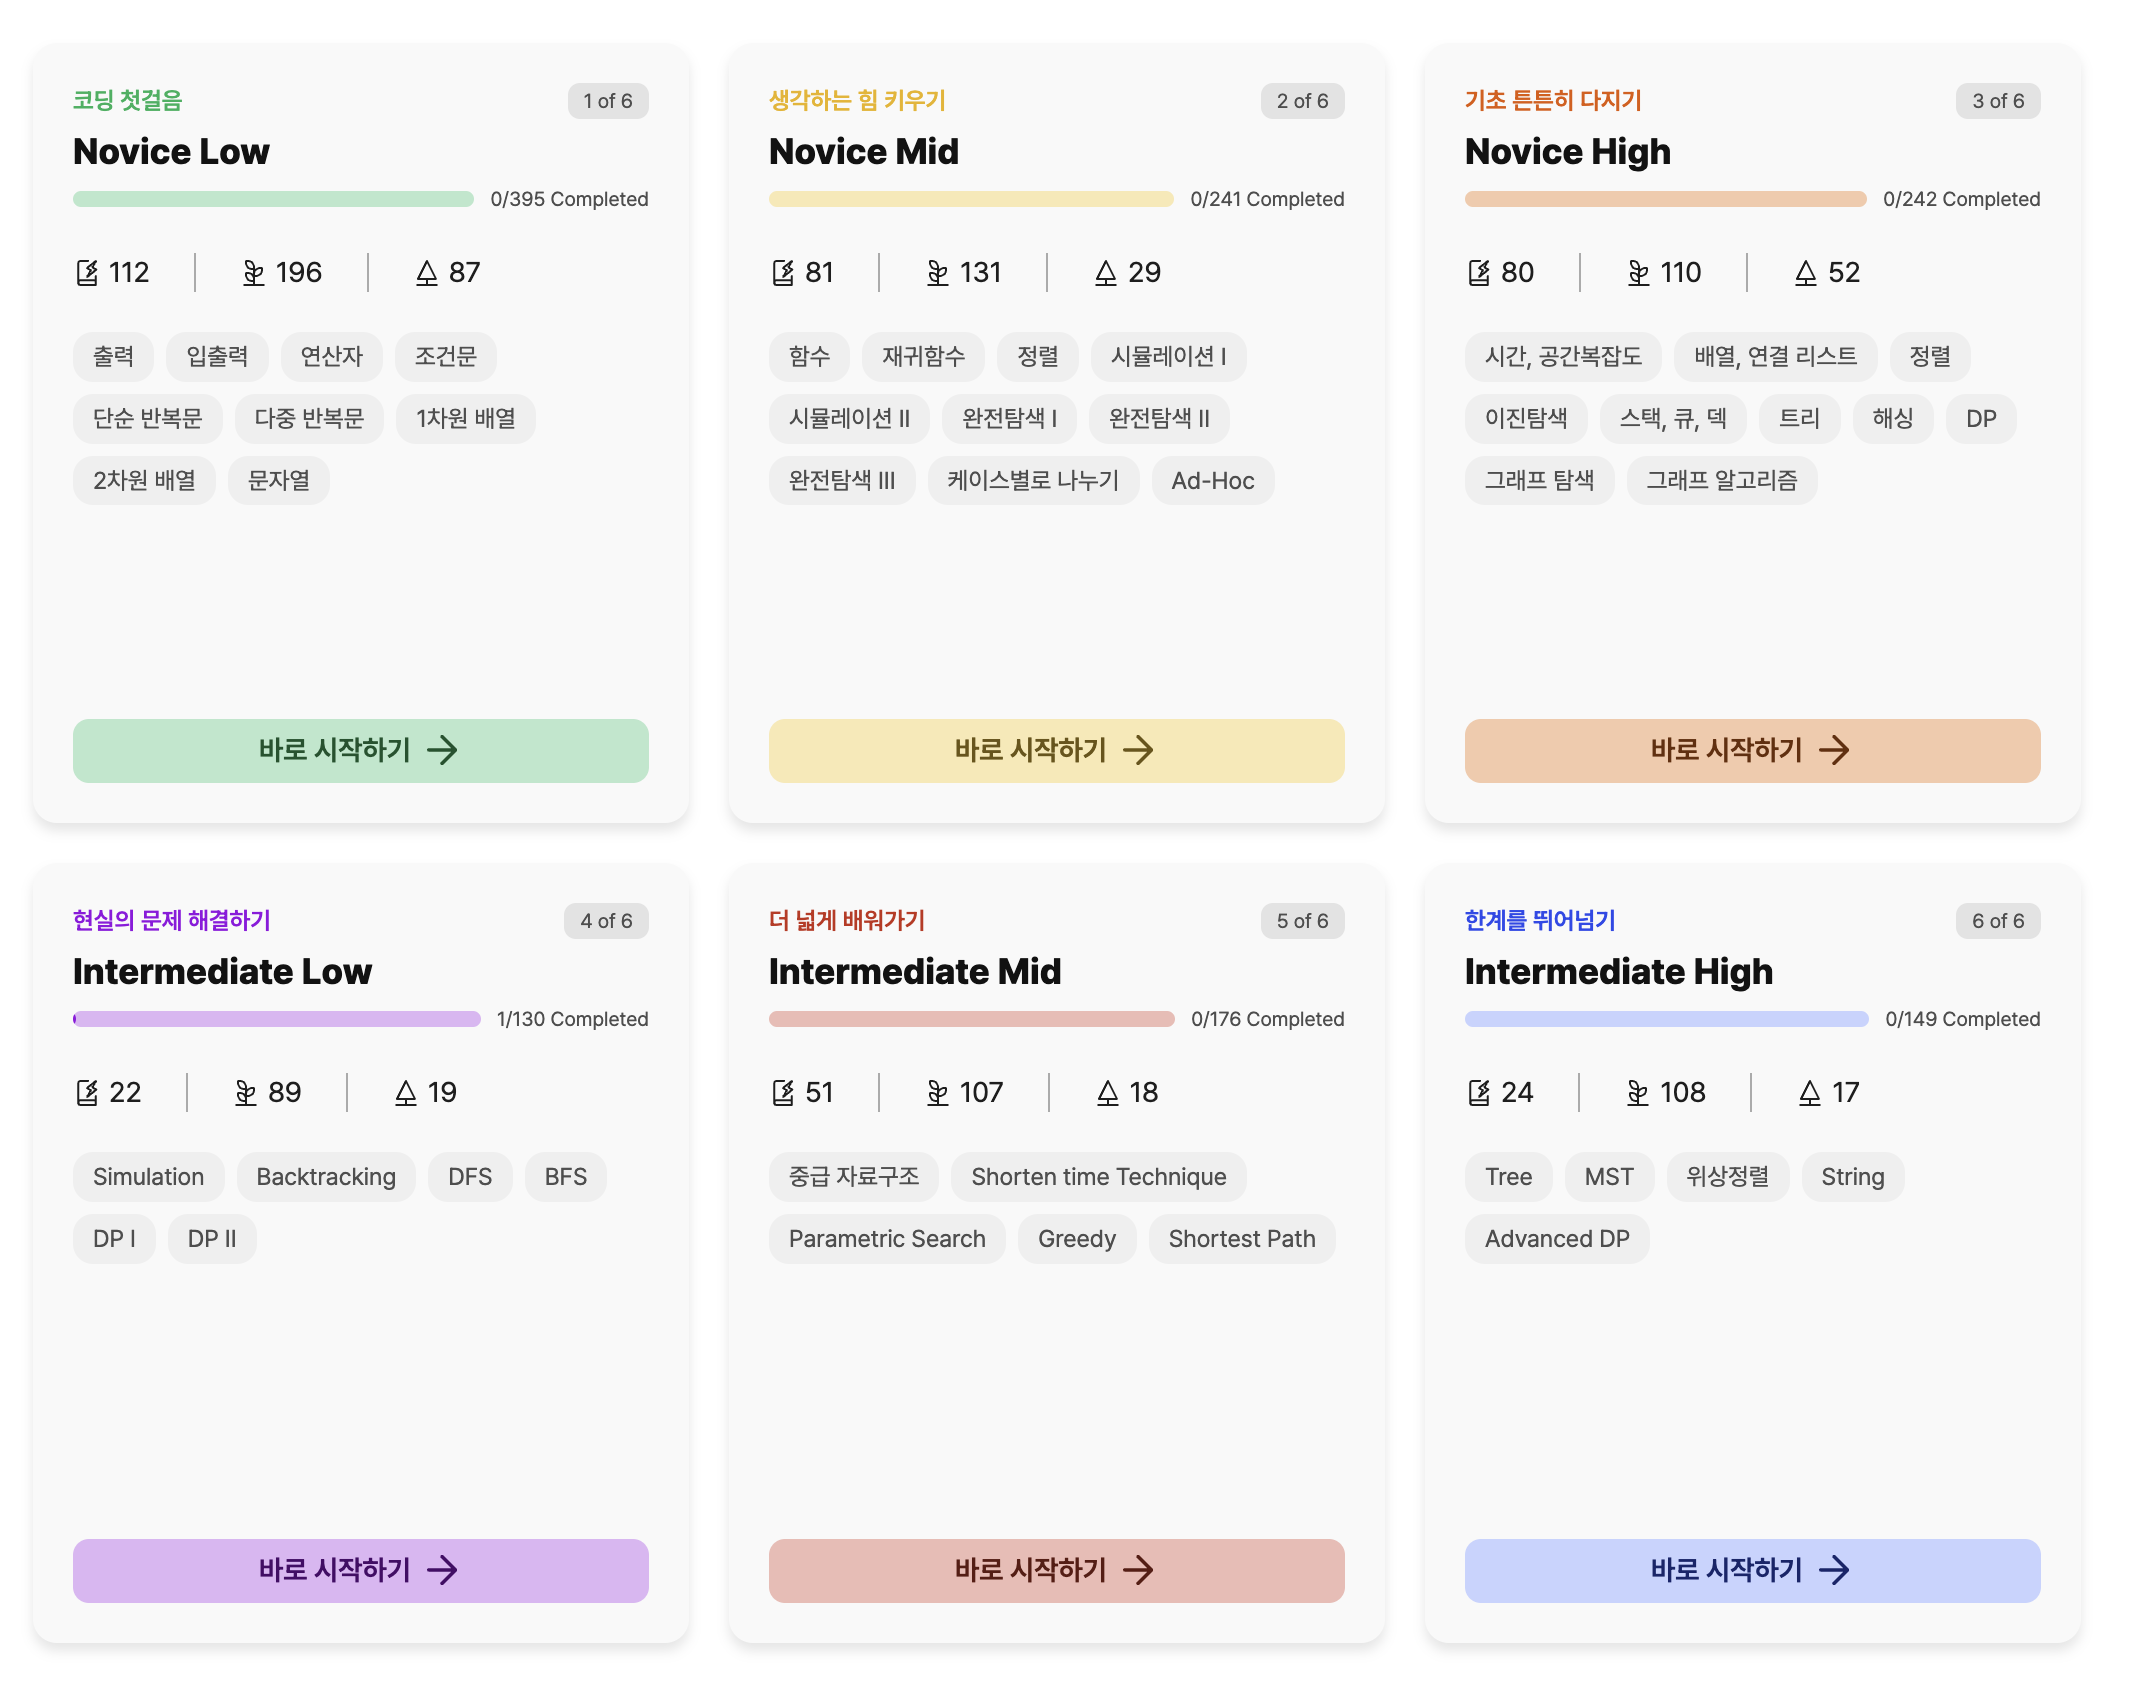 코딩 첫걸음
1 of 6
Novice Low
0/395 Completed
112
196
87
출력
입출력
연산자
조건문
단순 반복문
다중 반복문
1차원 배열
2차원 배열
문자열
바로 시작하기
생각하는 힘 키우기
2 of 6
Novice Mid
0/241 Completed
81
131
29
함수
재귀함수
정렬
시뮬레이션 I
시뮬레이션 II
완전탐색 I
완전탐색 II
완전탐색 III
케이스별로 나누기
Ad-Hoc
바로 시작하기
기초 튼튼히 다지기
3 of 6
Novice High
0/242 Completed
80
110
52
시간, 공간복잡도
배열, 연결 리스트
정렬
이진탐색
스택, 큐, 덱
트리
해싱
DP
그래프 탐색
그래프 알고리즘
바로 시작하기
현실의 문제 해결하기
4 of 6
Intermediate Low
1/130 Completed
22
89
19
Simulation
Backtracking
DFS
BFS
DP I
DP II
바로 시작하기
더 넓게 배워가기
5 of 6
Intermediate Mid
0/176 Completed
51
107
18
중급 자료구조
Shorten time Technique
Parametric Search
Greedy
Shortest Path
바로 시작하기
한계를 뛰어넘기
6 of 6
Intermediate High
0/149 Completed
24
108
17
Tree
MST
위상정렬
String
Advanced DP
바로 시작하기